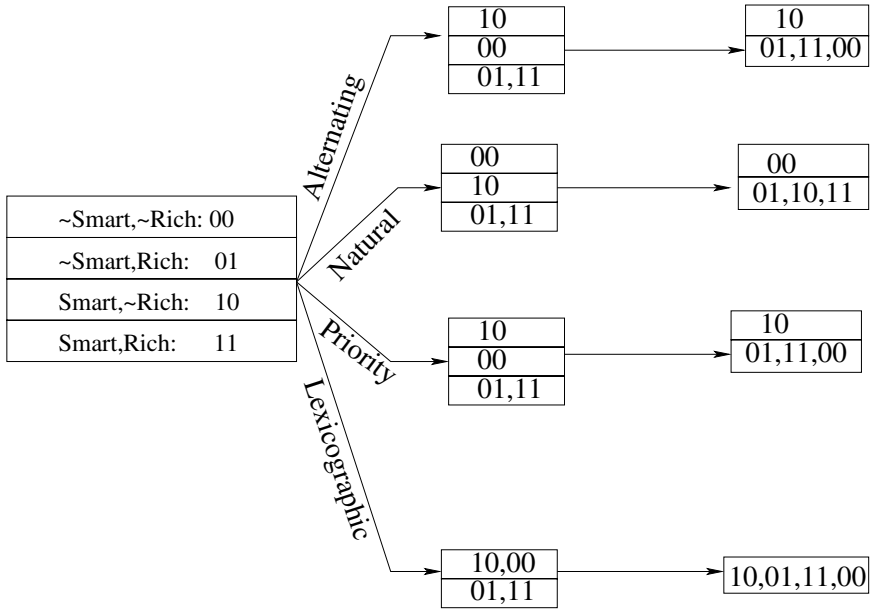 ~Smart,~Rich: 00
~Smart,Rich: 01
Smart,~Rich: 10
Smart,Rich: 11
Alternating
10
00
01,11
10
01,11,00
Natural
00
10
01,11
00
01,10,11
Priority
10
00
01,11
10
01,11,00
Lexicographic
10,00
01,11
10,01,11,00